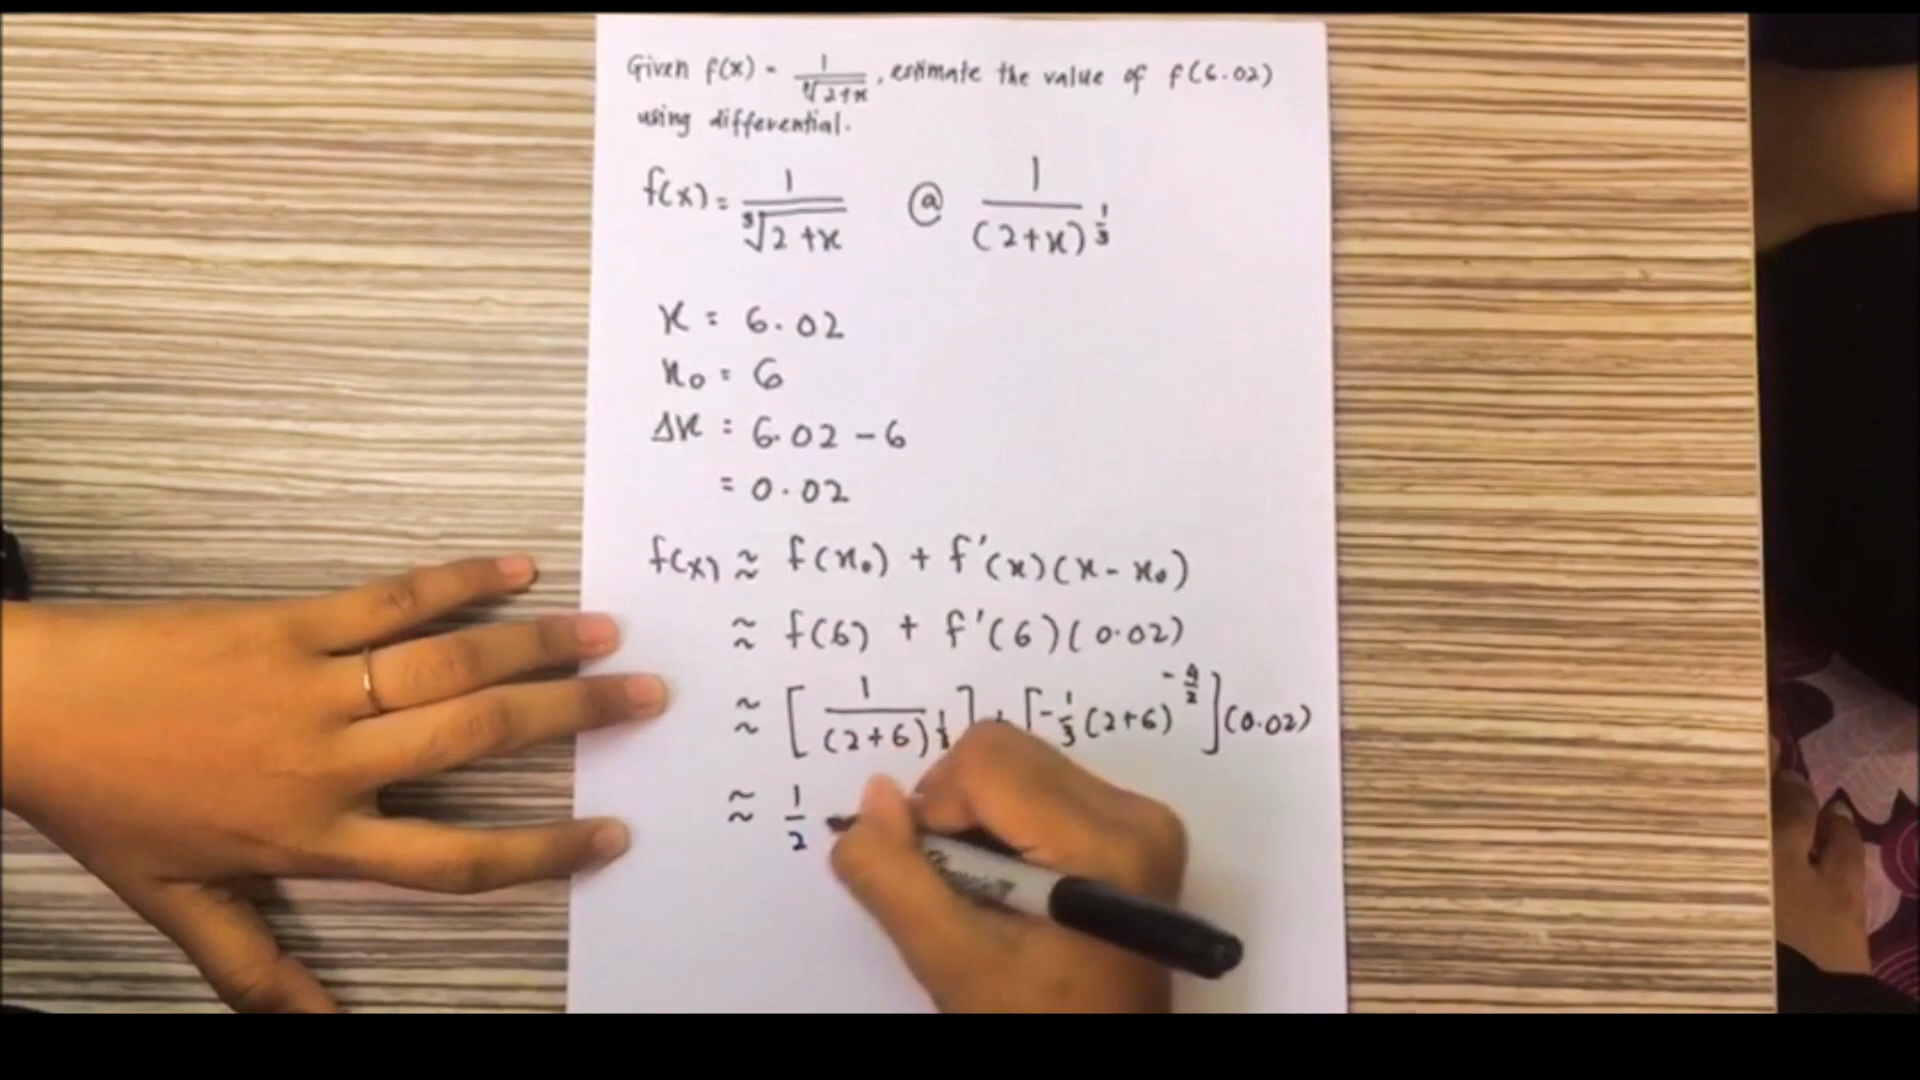 Given f(x) = 1/∛2+x, estimate the value of f(6.02)
using differential.
f(x) = 1/∛2+x @ 1/(2+x)^1/3
x = 6.02
x₀ = 6
Δx = 6.02 - 6
= 0.02
f(x) ≈ f(x₀) + f'(x)(x - x₀)
≈ f(6) + f'(6)(0.02)
≈ [1/(2+6)^1/3] + [-1/3(2+6)^-4/3](0.02)
≈ 1/2